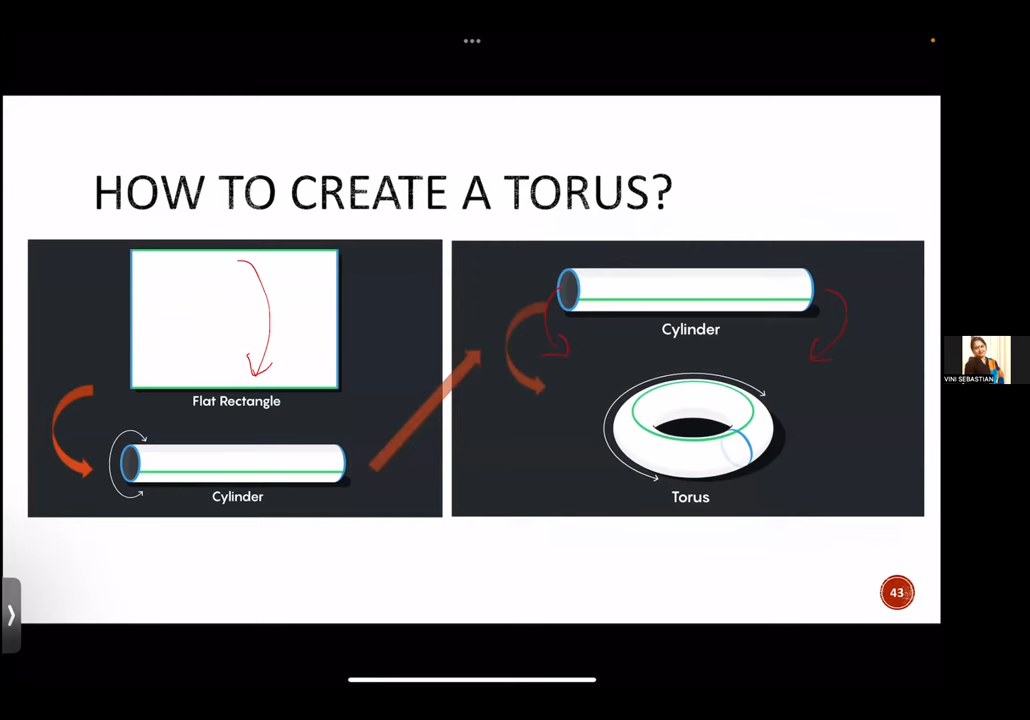 HOW TO CREATE A TORUS?
Flat Rectangle
Cylinder
Cylinder
Torus
43
VINI SEBASTIAN